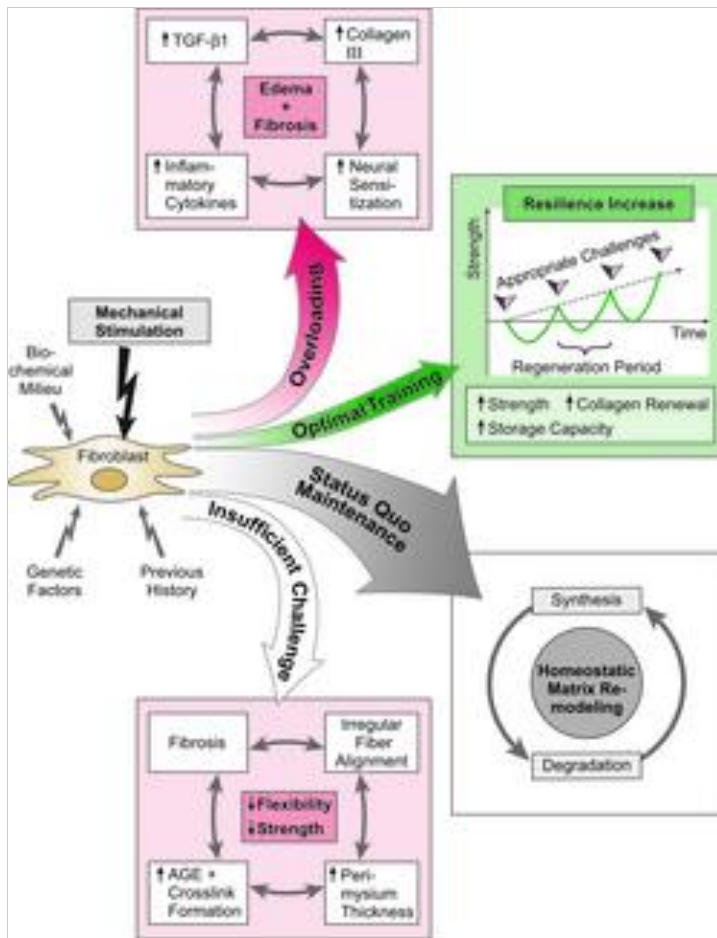 ↑TGF-β1
↑Collagen
III
Edema
+
Fibrosis
↑Inflam-
matory
Cytokines
↑Neural
Sensi-
tization
Overloading
Mechanical
Stimulation
Bio-
chemical
Milieu
Fibroblast
Genetic
Factors
Previous
History
Optimal Training
Status Quo
Maintenance
Insufficient Challenge
Resilience Increase
Strength
Appropriate Challenges
Time
Regeneration Period
↑Strength ↑Collagen Renewal
↑Storage Capacity
Synthesis
Homeostatic
Matrix Re-
modeling
Degradation
Fibrosis
Irregular
Fiber
Alignment
↓Flexibility
↓Strength
↑AGE +
Crosslink
Formation
↑Peri-
mysium
Thickness